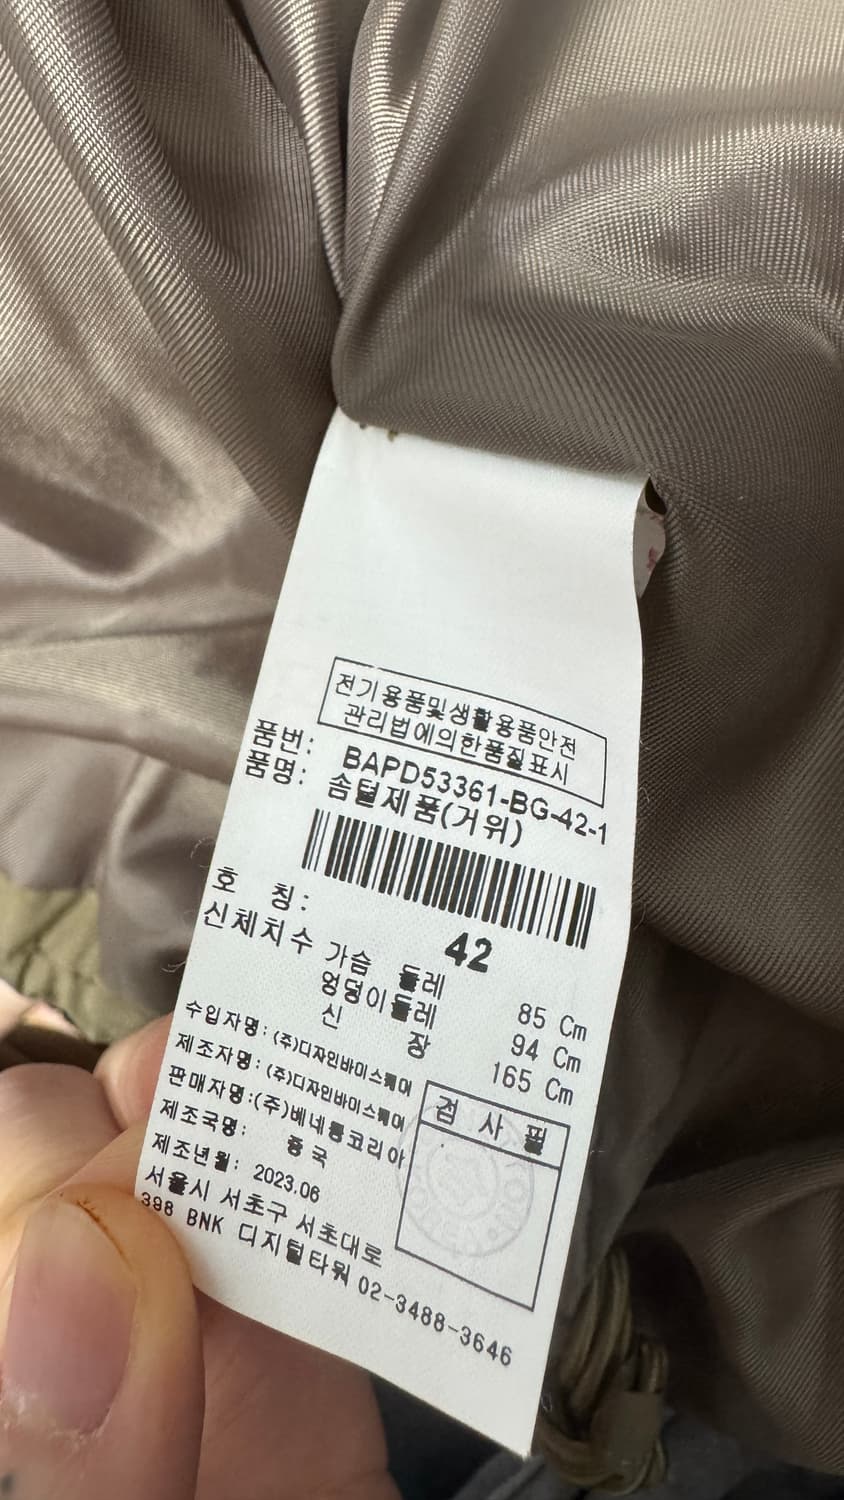 전기용품및생활용품안전
관리법에의한품질표시
품번: BAPD53361-BG-42-1
품명: 솜털제품(거위)
호 칭: 42
신체치수 가슴 둘레 85 Cm
엉덩이둘레 94 Cm
신 장 165 Cm
수입자명: (주)디자인바미스퀘어
제조자명: (주)디자인바미스퀘어
판매자명:(주)베네통코리아
제조국명: 중국
제조년월: 2023.06
서울시 서초구 서초대로
398 BNK 디지털타워 02-3488-3646
검 사 필